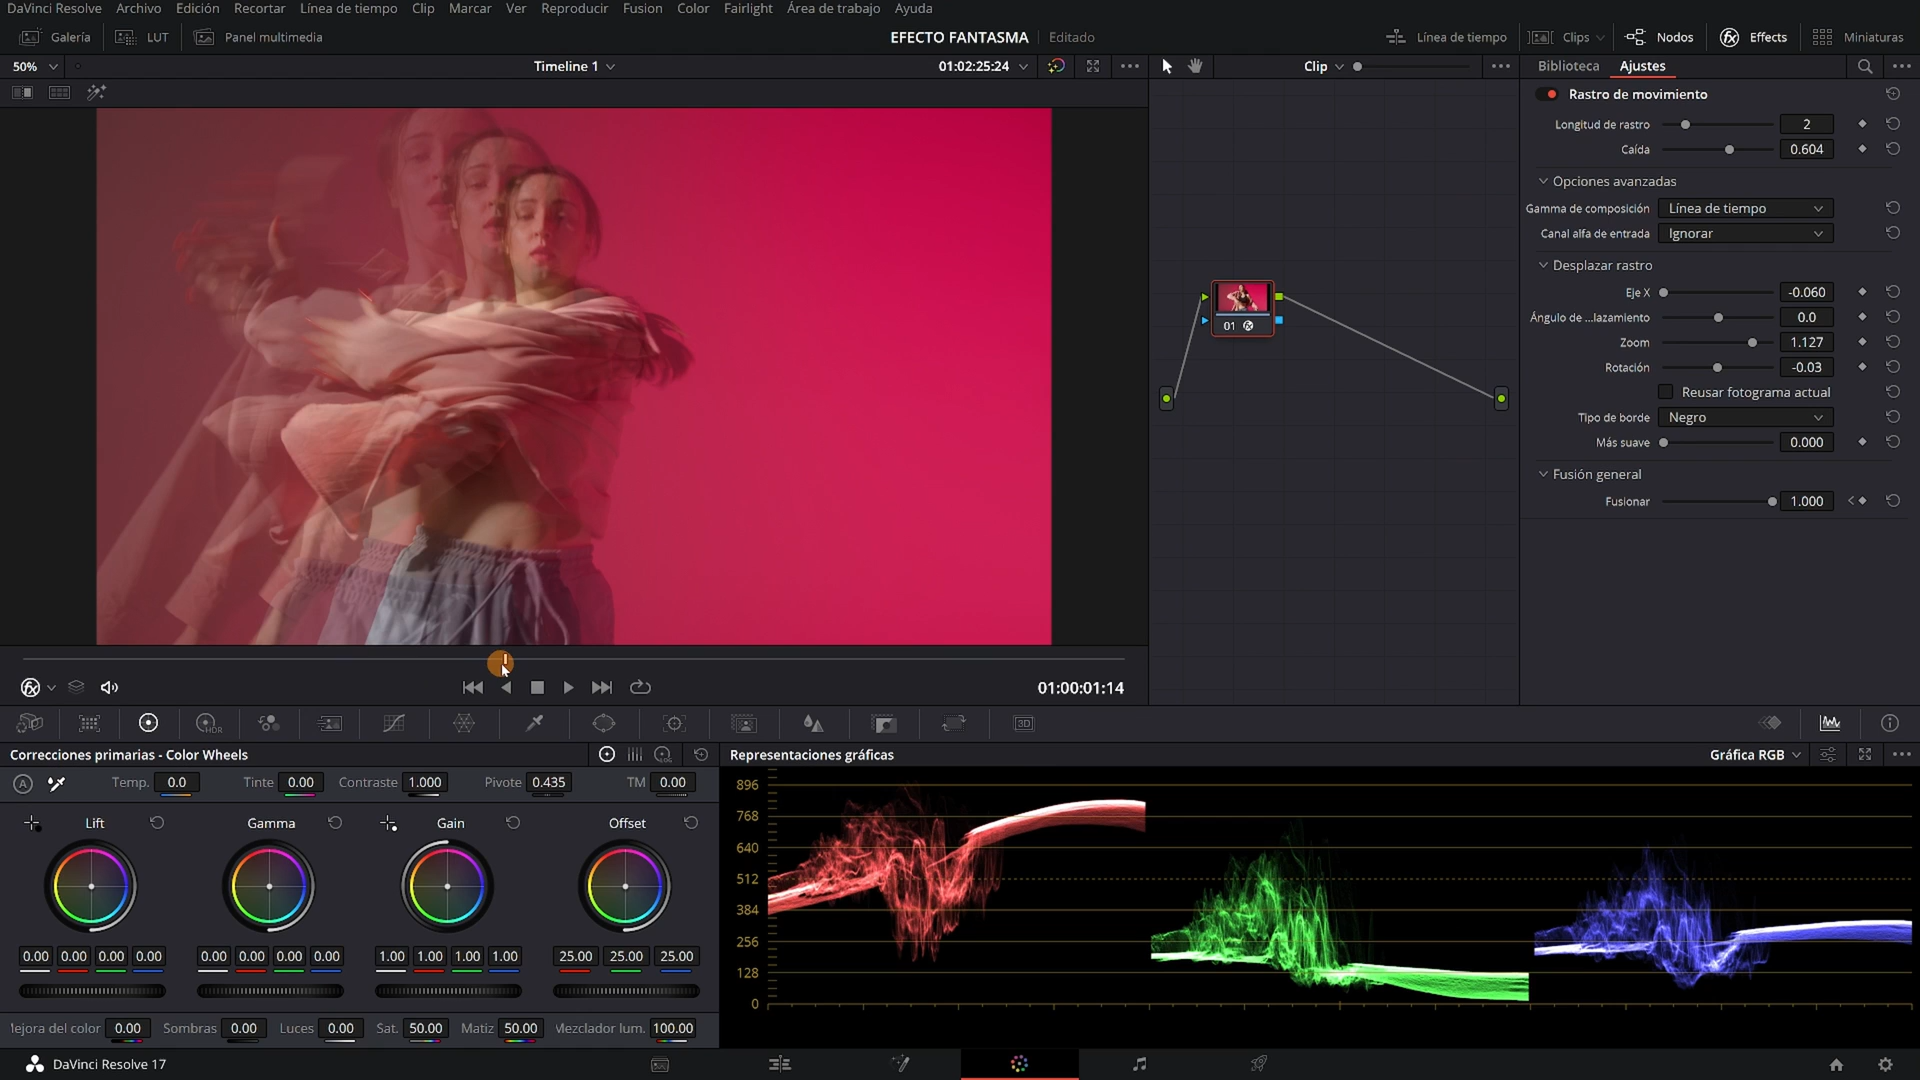 DaVinci Resolve Archivo Edición Recortar Línea de tiempo Clip Marcar Ver Reproducir Fusion Color Fairlight Área de trabajo Ayuda
Galería LUT Panel multimedia EFECTO FANTASMA Editado Línea de tiempo Clips Nodos Effects Miniaturas
50% Timeline 1 01:02:25:24 Clip Biblioteca Ajustes
Rastro de movimiento
Longitud de rastro 2
Caída 0.604
Opciones avanzadas
Gamma de composición Línea de tiempo
Canal alfa de entrada Ignorar
Desplazar rastro
Eje X -0.060
Ángulo de ...lazamiento 0.0
Zoom 1.127
Rotación -0.03
Reusar fotograma actual
Tipo de borde Negro
Más suave 0.000
Fusión general
Fusionar 1.000
01
01:00:01:14
HDR
3D
Correcciones primarias - Color Wheels
LOG
Representaciones gráficas Gráfica RGB
A Temp. 0.0 Tinte 0.00 Contraste 1.000 Pivote 0.435 TM 0.00
Lift Gamma Gain Offset
0.00 0.00 0.00 0.00 0.00 0.00 0.00 0.00 1.00 1.00 1.00 1.00 25.00 25.00 25.00
Mejora del color 0.00 Sombras 0.00 Luces 0.00 Sat. 50.00 Matiz 50.00 Mezclador lum. 100.00
896
768
640
512
384
256
128
0
DaVinci Resolve 17